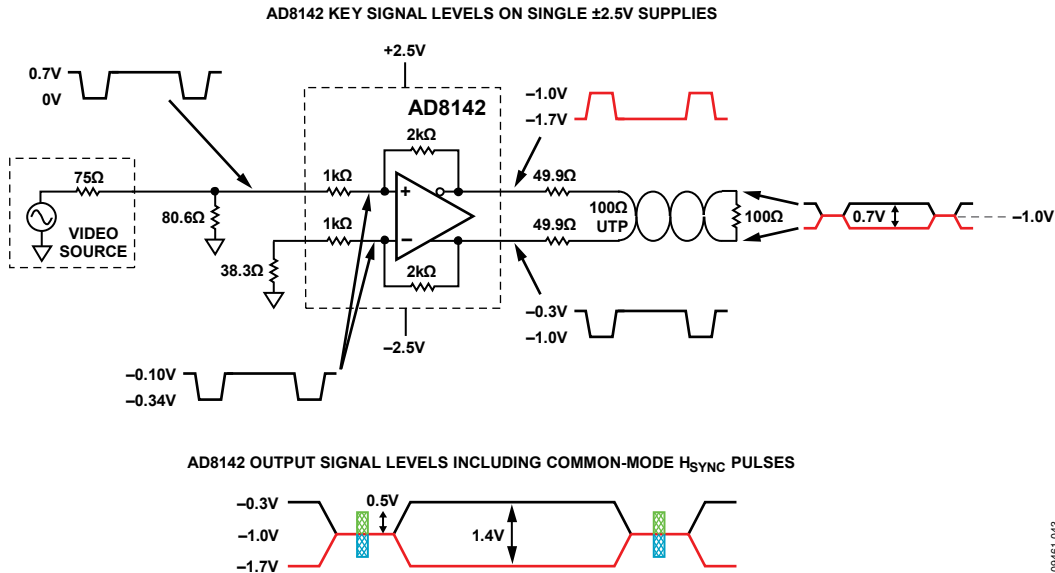 AD8142 KEY SIGNAL LEVELS ON SINGLE ±2.5V SUPPLIES
+2.5V
0.7V
0V
AD8142
–1.0V
–1.7V
2kΩ
75Ω
1kΩ
49.9Ω
80.6Ω
VIDEO
SOURCE
+
100Ω
UTP
100Ω
0.7V
–1.0V
1kΩ
–
49.9Ω
38.3Ω
2kΩ
–0.3V
–1.0V
–2.5V
–0.10V
–0.34V
AD8142 OUTPUT SIGNAL LEVELS INCLUDING COMMON-MODE HSYNC PULSES
–0.3V
0.5V
–1.0V
1.4V
–1.7V
09461-043